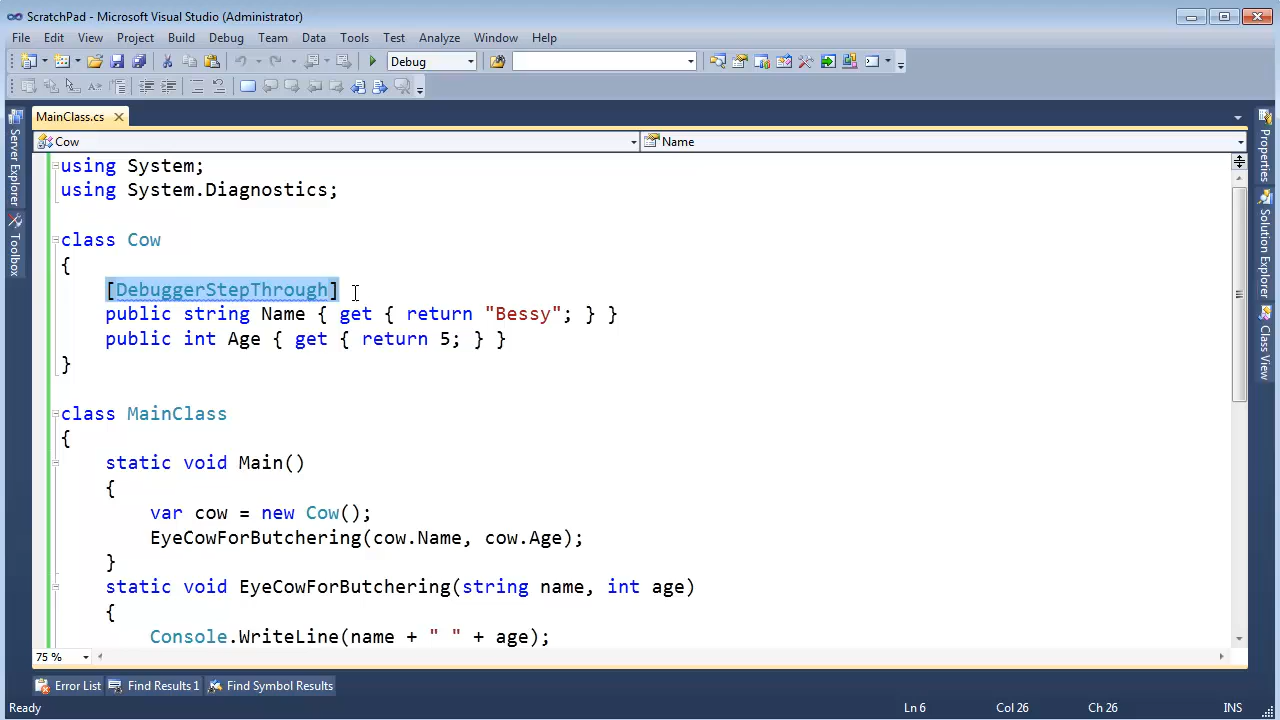 ScratchPad - Microsoft Visual Studio (Administrator)
File Edit View Project Build Debug Team Data Tools Test Analyze Window Help
Debug
MainClass.cs
Cow Name
using System;
using System.Diagnostics;
class Cow
{
[DebuggerStepThrough]
public string Name { get { return "Bessy"; } }
public int Age { get { return 5; } }
}
class MainClass
{
static void Main()
{
var cow = new Cow();
EyeCowForButchering(cow.Name, cow.Age);
}
static void EyeCowForButchering(string name, int age)
{
Console.WriteLine(name + " " + age);
75 %
Server Explorer
Toolbox
Properties
Solution Explorer
Class View
Error List Find Results 1 Find Symbol Results
Ready Ln 6 Col 26 Ch 26 INS